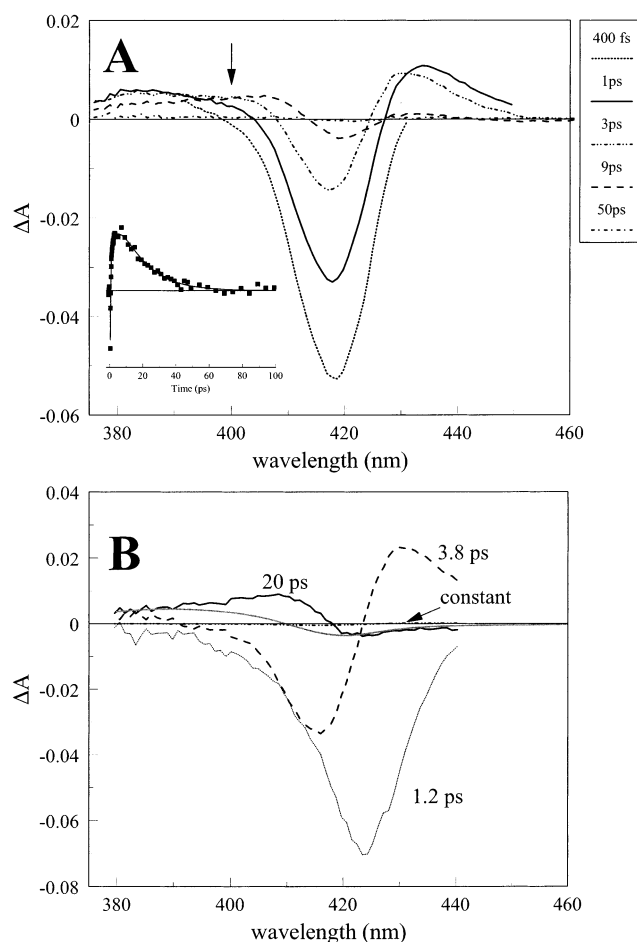 A
0.02
0
-0.02
-0.04
-0.06
ΔA
380
400
420
440
460
wavelength (nm)
0
20
40
60
80
100
Time (ps)
400 fs
1ps
3ps
9ps
50ps
B
0.04
0.02
0
-0.02
-0.04
-0.06
-0.08
ΔA
20 ps
3.8 ps
constant
1.2 ps
380
400
420
440
460
wavelength (nm)